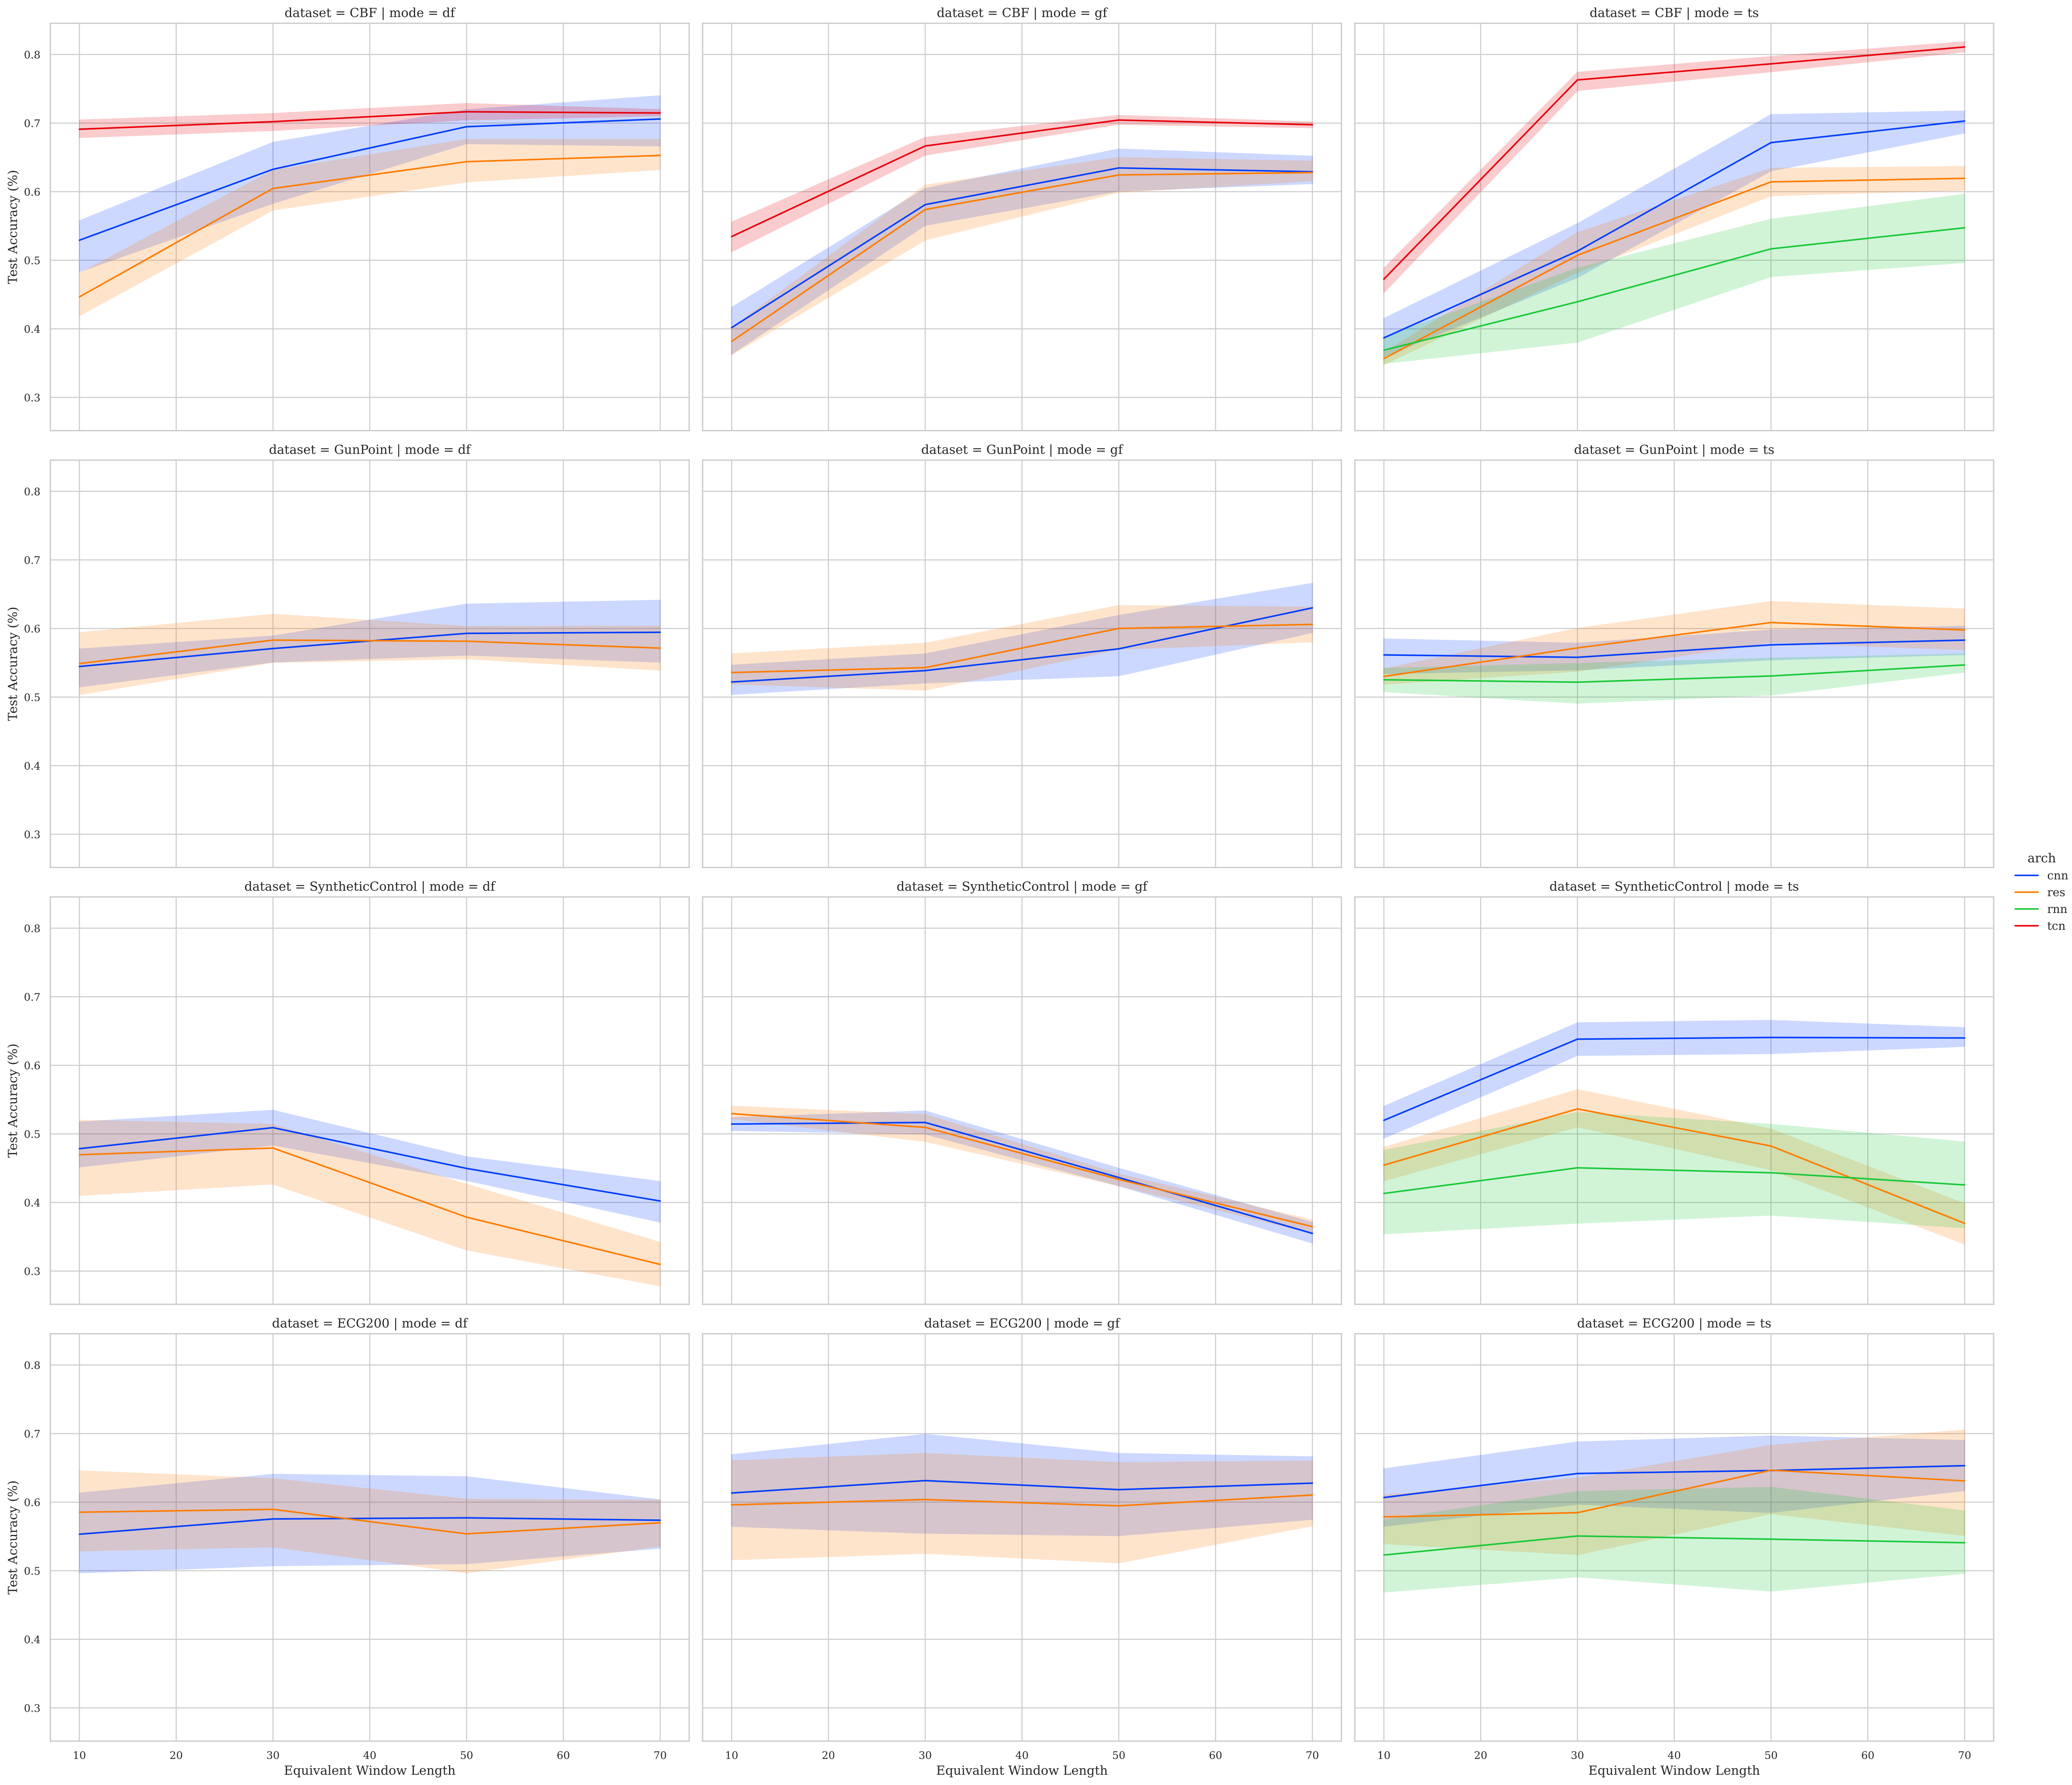 dataset = CBF | mode = df
dataset = CBF | mode = gf
dataset = CBF | mode = ts
0.8
0.7
0.6
0.5
0.4
0.3
Test Accuracy (%)
dataset = GunPoint | mode = df
dataset = GunPoint | mode = gf
dataset = GunPoint | mode = ts
0.8
0.7
0.6
0.5
0.4
0.3
Test Accuracy (%)
arch
cnn
res
rnn
tcn
dataset = SyntheticControl | mode = df
dataset = SyntheticControl | mode = gf
dataset = SyntheticControl | mode = ts
0.8
0.7
0.6
0.5
0.4
0.3
Test Accuracy (%)
dataset = ECG200 | mode = df
dataset = ECG200 | mode = gf
dataset = ECG200 | mode = ts
0.8
0.7
0.6
0.5
0.4
0.3
Test Accuracy (%)
10 20 30 40 50 60 70
10 20 30 40 50 60 70
10 20 30 40 50 60 70
Equivalent Window Length
Equivalent Window Length
Equivalent Window Length